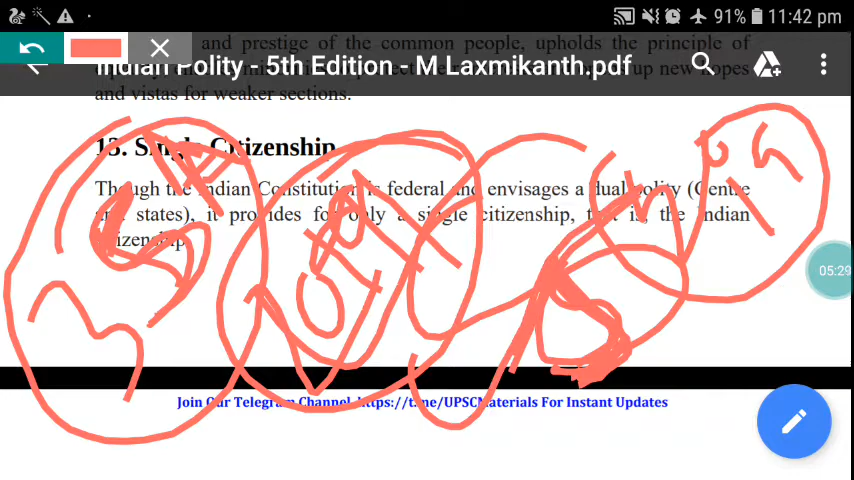 91% 11:42 pm
and prestige of the common people, upholds the principle of
Indian Polity - 5th Edition - M Laxmikanth.pdf
up new hopes
and vistas for weaker sections.
13. Single Citizenship
Though the Indian Constitution is federal and envisages a dual polity (Centre
and states), it provides for only a single citizenship, that is, the Indian
citizenship.
05:29
Join Our Telegram Channel https://t.me/UPSCMaterials For Instant Updates